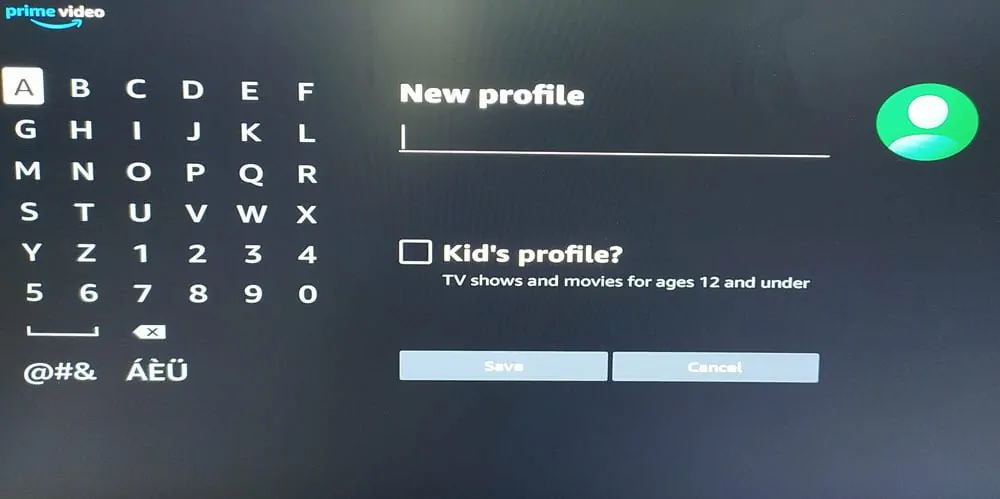 prime video
New profile
A B C D E F
G H I J K L
M N O P Q R
S T U V W X
Y Z 1 2 3 4
5 6 7 8 9 0
@#& ÁÈÜ
Kid's profile?
TV shows and movies for ages 12 and under
Save Cancel